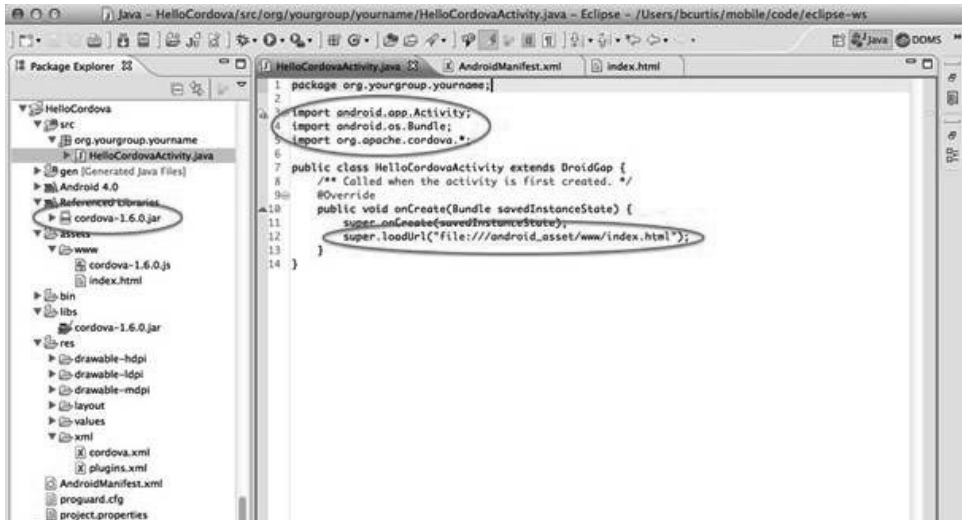 Java – HelloCordova/src/org/yourgroup/yourname/HelloCordovaActivity.java – Eclipse – /Users/bcurtis/mobile/code/eclipse-ws
Java DDMS
Package Explorer
HelloCordova
src
org.yourgroup.yourname
HelloCordovaActivity.java
gen [Generated Java Files]
Android 4.0
Referenced Libraries
cordova-1.6.0.jar
assets
www
cordova-1.6.0.js
index.html
bin
libs
cordova-1.6.0.jar
res
drawable-hdpi
drawable-ldpi
drawable-mdpi
layout
values
xml
cordova.xml
plugins.xml
AndroidManifest.xml
proguard.cfg
project.properties
HelloCordovaActivity.java AndroidManifest.xml index.html
1 package org.yourgroup.yourname;
2
3 import android.app.Activity;
4 import android.os.Bundle;
5 import org.apache.cordova.*;
6
7 public class HelloCordovaActivity extends DroidGap {
8 /** Called when the activity is first created. */
9 @Override
10 public void onCreate(Bundle savedInstanceState) {
11 super.onCreate(savedInstanceState);
12 super.loadUrl("file:///android_asset/www/index.html");
13 }
14 }